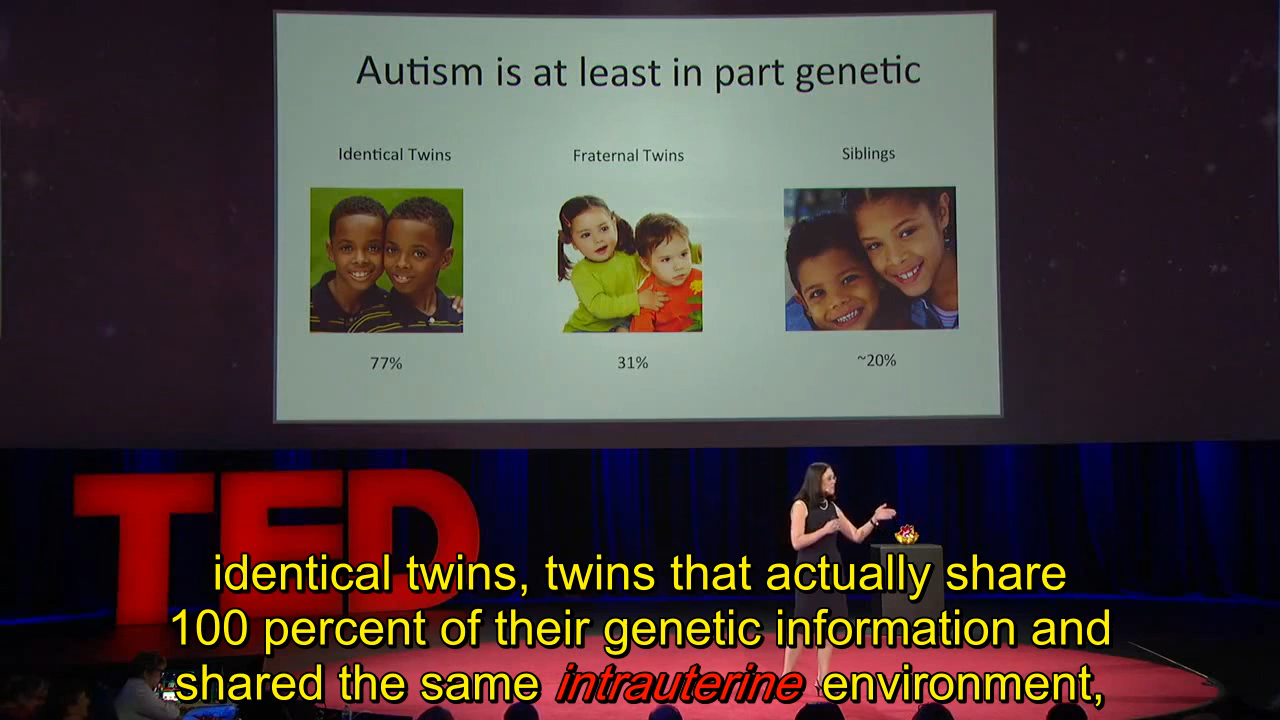 Autism is at least in part genetic
Identical Twins
Fraternal Twins
Siblings
77%
31%
~20%
TED
identical twins, twins that actually share
100 percent of their genetic information and
shared the same intrauterine environment,